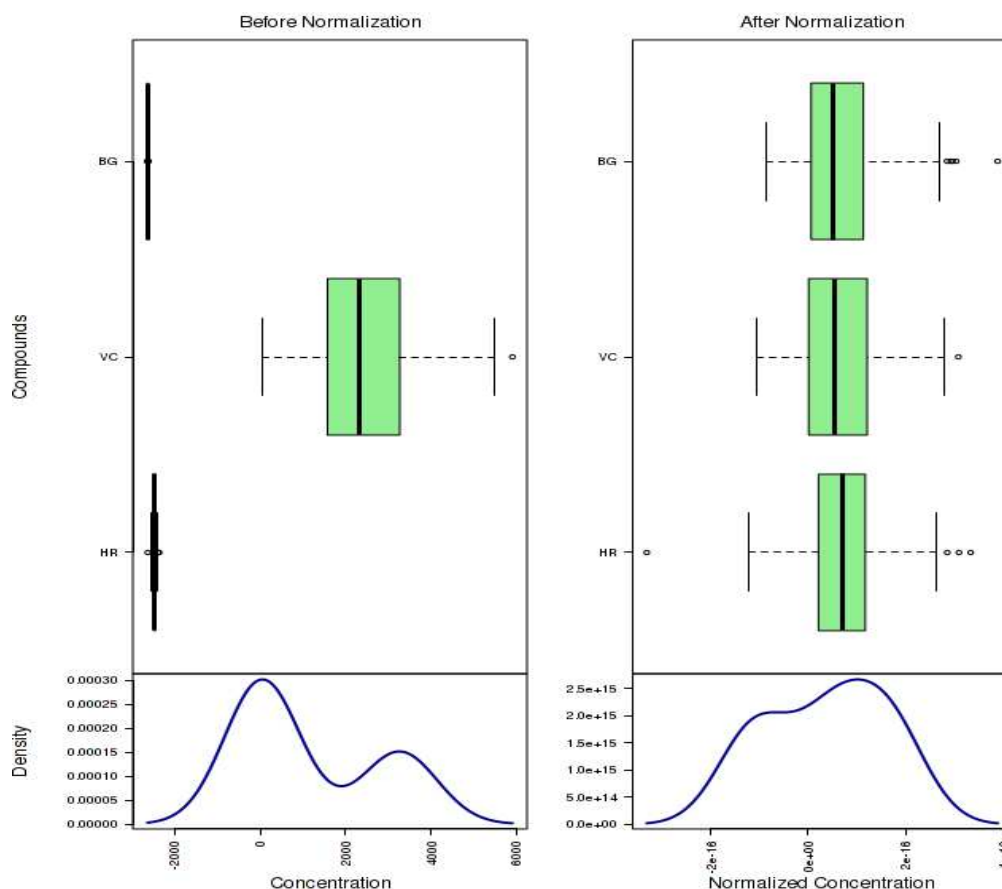 Before Normalization
After Normalization
Compounds
BG
VC
HR
BG
VC
HR
Density
0.00030
0.00025
0.00020
0.00015
0.00010
0.00005
0.00000
2.5e+15
2.0e+15
1.5e+15
1.0e+15
5.0e+14
0.0e+00
-2000
0
2000
4000
6000
-2e-16
0e+00
2e-16
Concentration
Normalized Concentration